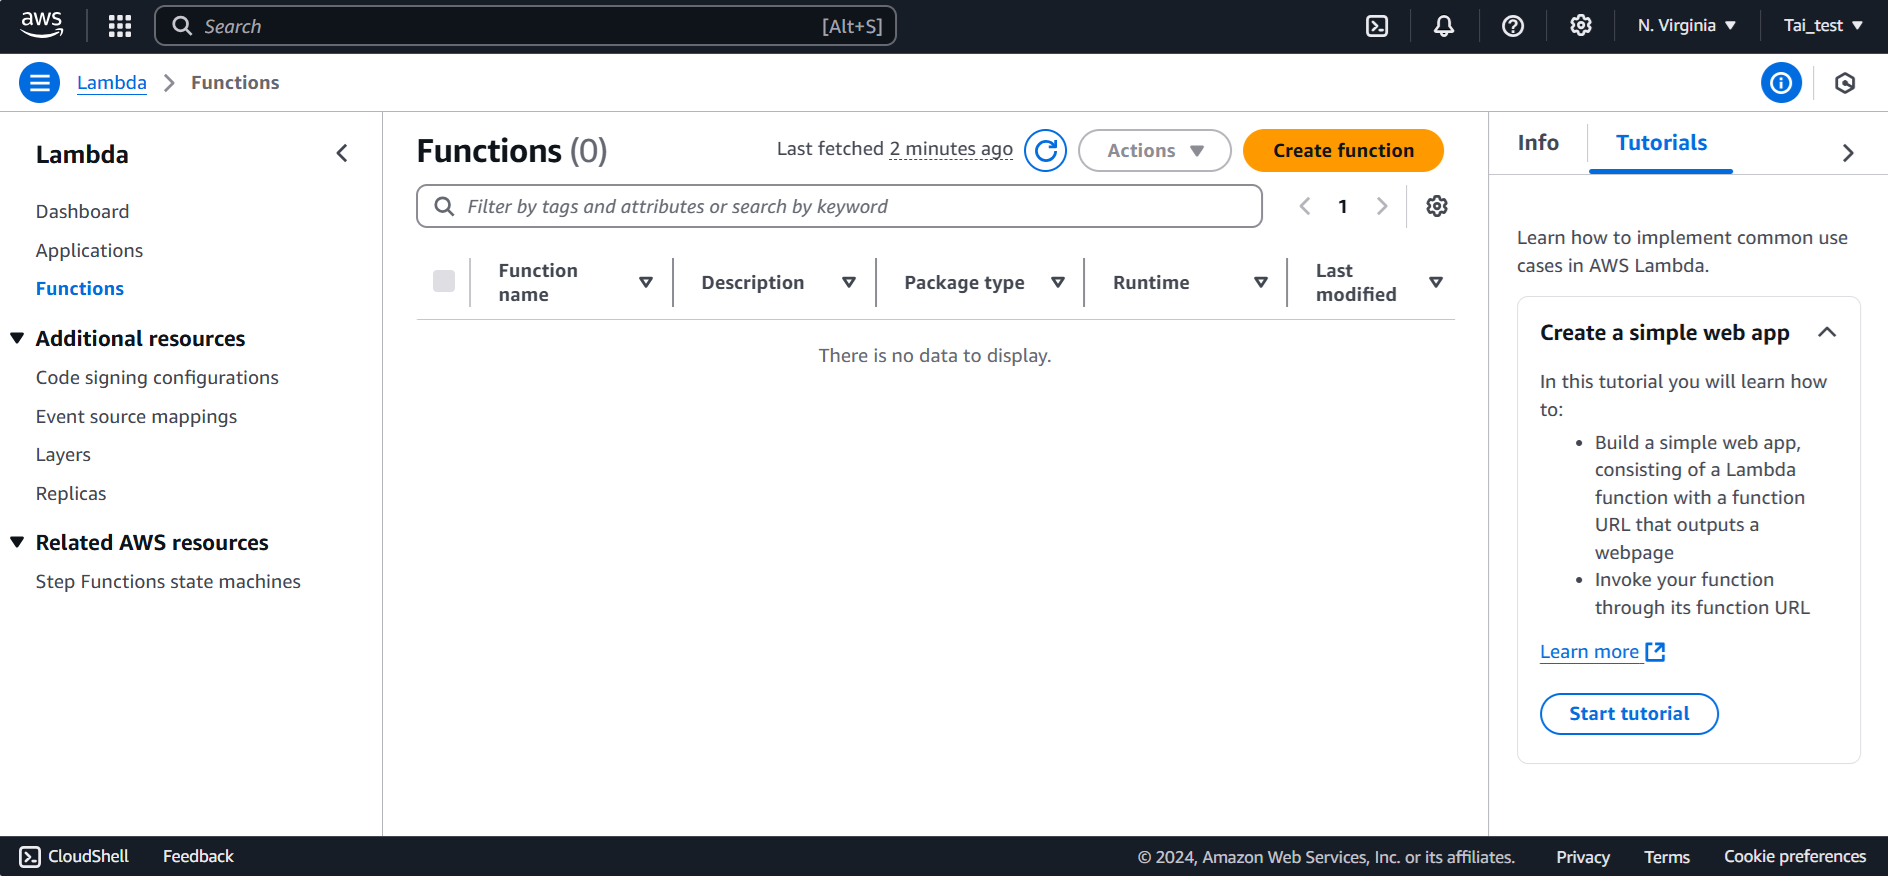 aws
Search
[Alt+S]
N. Virginia
Tai_test
Lambda
Functions
Lambda
Dashboard
Applications
Functions
Additional resources
Code signing configurations
Event source mappings
Layers
Replicas
Related AWS resources
Step Functions state machines
Functions (0)
Last fetched 2 minutes ago
Actions
Create function
Filter by tags and attributes or search by keyword
1
Function
name
Description
Package type
Runtime
Last
modified
There is no data to display.
Info
Tutorials
Learn how to implement common use
cases in AWS Lambda.
Create a simple web app
In this tutorial you will learn how
to:
• Build a simple web app,
consisting of a Lambda
function with a function
URL that outputs a
webpage
• Invoke your function
through its function URL
Learn more
Start tutorial
CloudShell
Feedback
© 2024, Amazon Web Services, Inc. or its affiliates.
Privacy
Terms
Cookie preferences